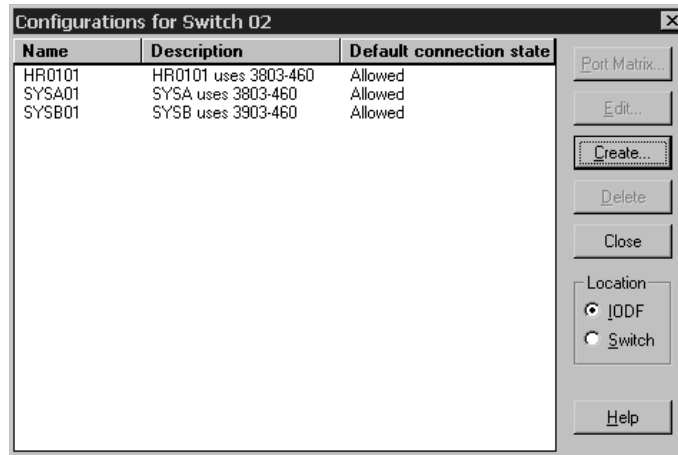 Configurations for Switch 02
Name Description Default connection state
HR0101 HR0101 uses 3803-460 Allowed
SYSA01 SYSA uses 3803-460 Allowed
SYSB01 SYSB uses 3903-460 Allowed
Port Matrix...
Edit...
Create...
Delete
Close
Location
IODF
Switch
Help